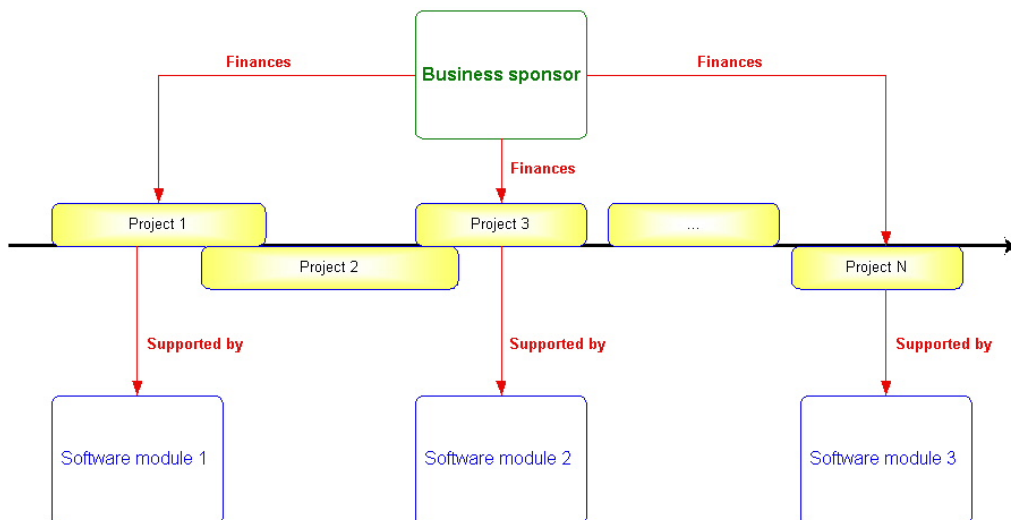 Finances
Business sponsor
Finances
Finances
Project 1
Project 3
...
Project 2
Project N
Supported by
Supported by
Supported by
Software module 1
Software module 2
Software module 3